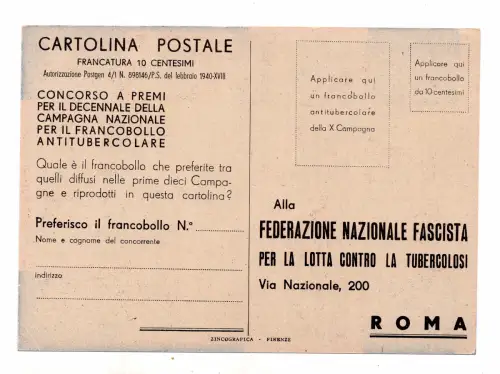 CARTOLINA POSTALE
FRANCATURA 10 CENTESIMI
Autorizzazione Postgen 4/1 N. 898146/P.S. del febbraio 1940-XVIII
CONCORSO A PREMI
PER IL DECENNALE DELLA
CAMPAGNA NAZIONALE
PER IL FRANCOBOLLO
ANTITUBERCOLARE
Quale è il francobollo che preferite tra
quelli diffusi nelle prime dieci Campa-
gne e riprodotti in questa cartolina?
Preferisco il francobollo N.°
Nome e cognome del concorrente
indirizzo
Applicare qui
un francobollo
antitubercolare
della X Campagna
Applicare qui
un francobollo
da 10 centesimi
Alla
FEDERAZIONE NAZIONALE FASCISTA
PER LA LOTTA CONTRO LA TUBERCOLOSI
Via Nazionale, 200
ROMA
ZINCOGRAFICA - FIRENZE